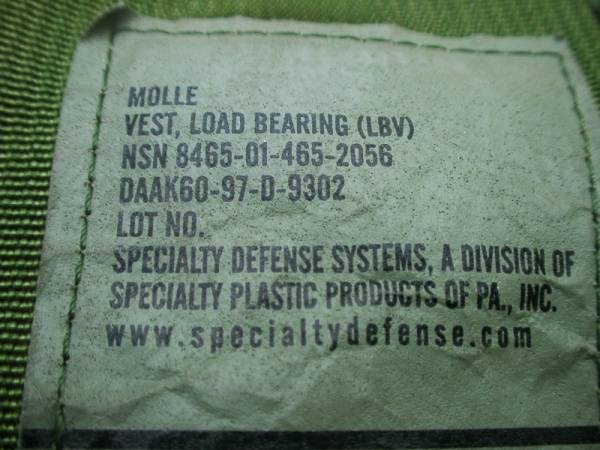 MOLLE
VEST, LOAD BEARING (LBV)
NSN 8465-01-465-2056
DAAK60-97-D-9302
LOT NO.
SPECIALTY DEFENSE SYSTEMS, A DIVISION OF
SPECIALTY PLASTIC PRODUCTS OF PA., INC.
www.specialtydefense.com